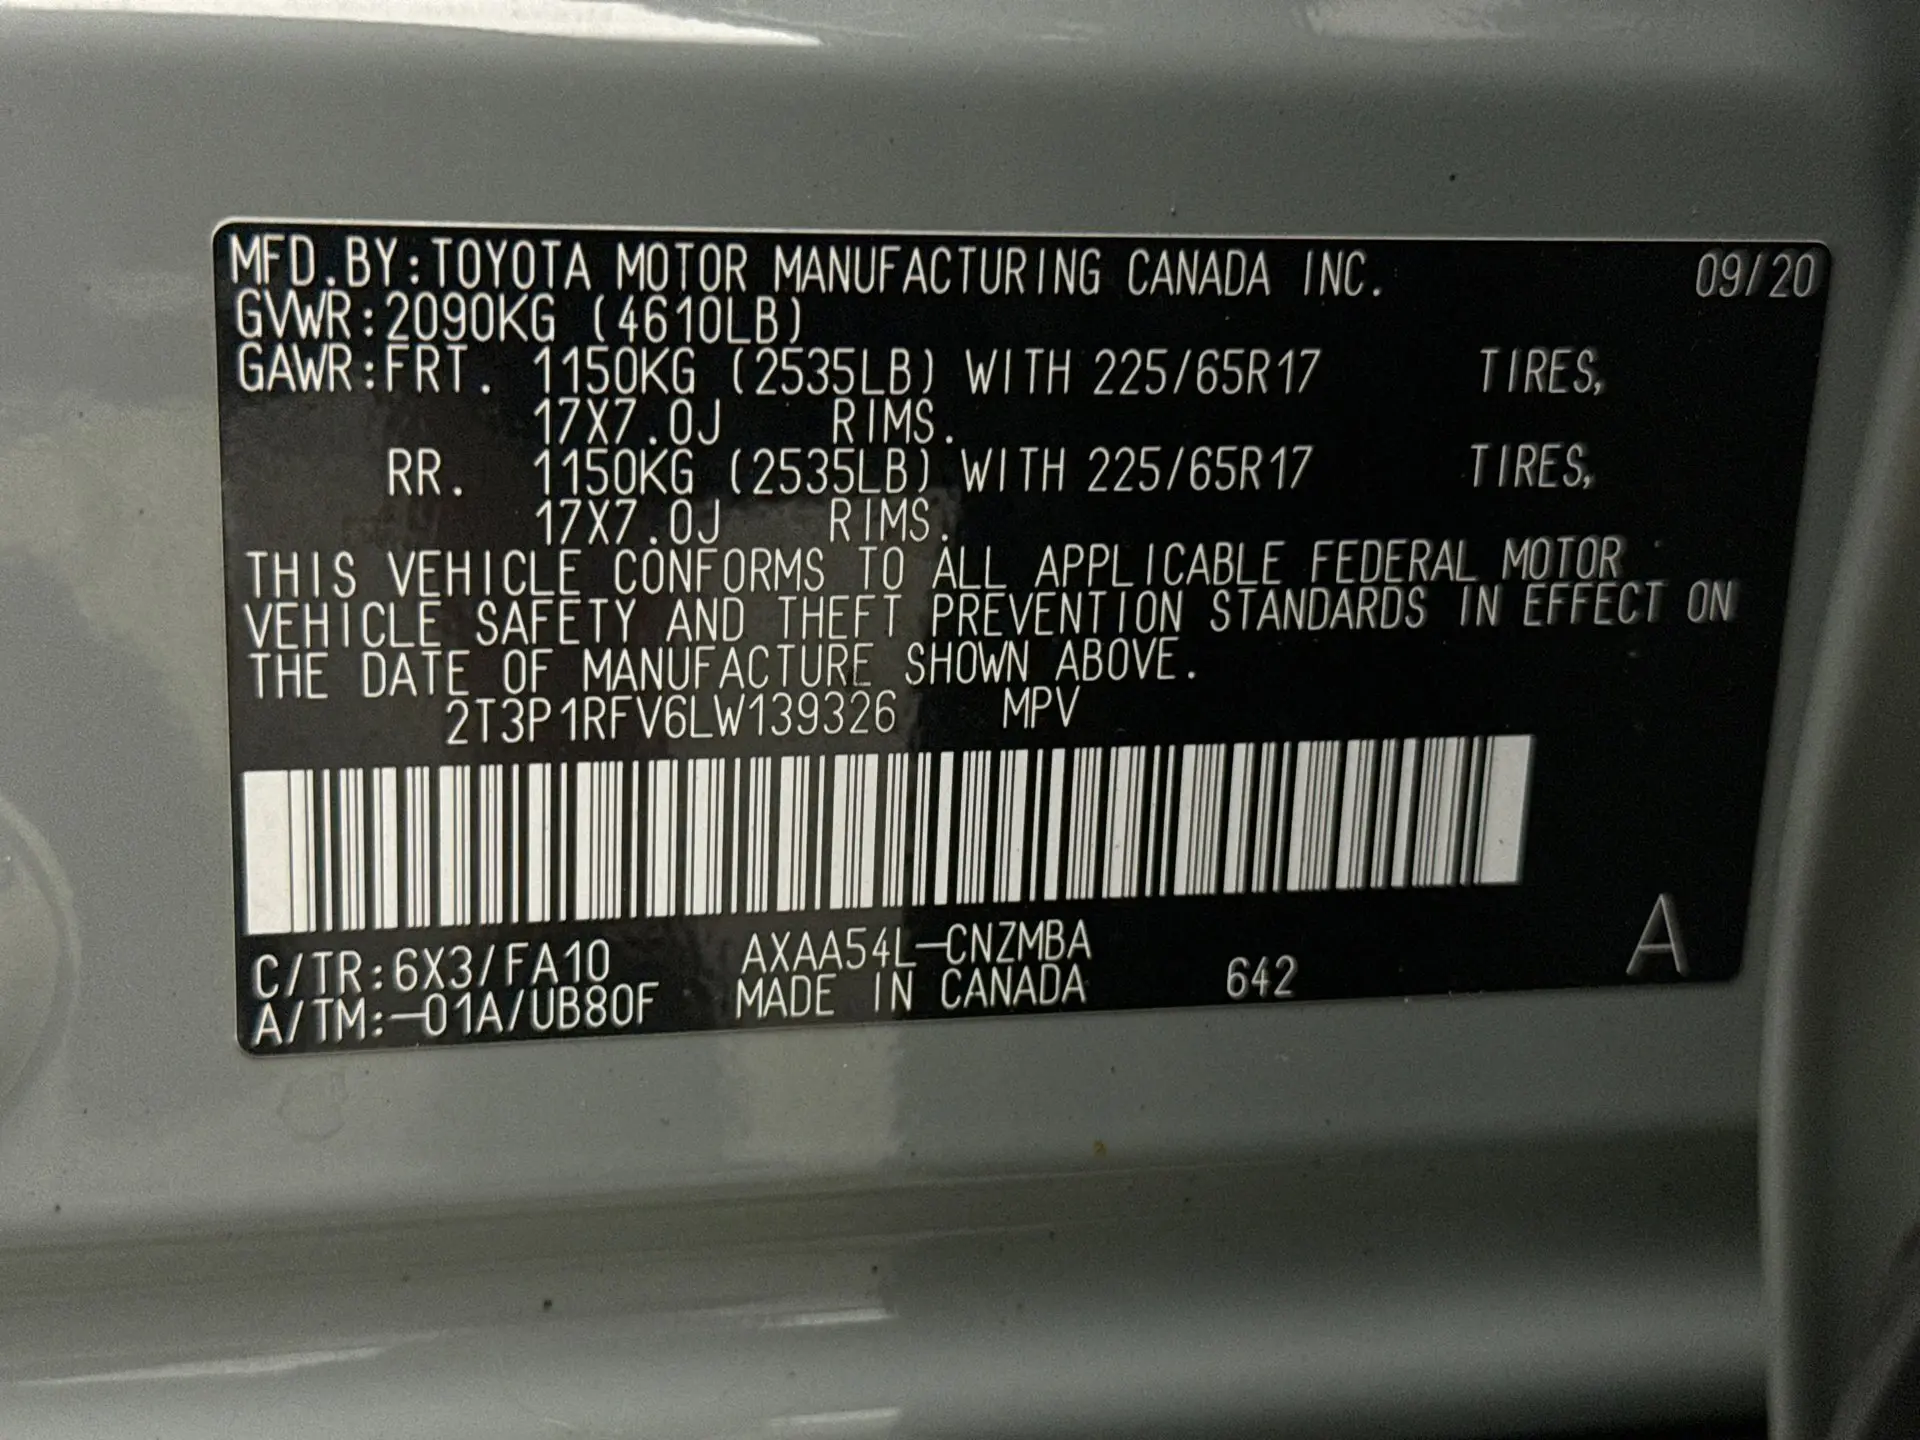 MFD.BY:TOYOTA MOTOR MANUFACTURING CANADA INC. 09/20
GVWR:2090KG (4610LB)
GAWR:FRT. 1150KG (2535LB) WITH 225/65R17 TIRES,
17X7.0J RIMS.
RR. 1150KG (2535LB) WITH 225/65R17 TIRES,
17X7.0J RIMS.
THIS VEHICLE CONFORMS TO ALL APPLICABLE FEDERAL MOTOR
VEHICLE SAFETY AND THEFT PREVENTION STANDARDS IN EFFECT ON
THE DATE OF MANUFACTURE SHOWN ABOVE.
2T3P1RFV6LW139326 MPV
C/TR:6X3/FA10 AXAA54L-CNZMBA
A/TM:-01A/UB80F MADE IN CANADA 642 A